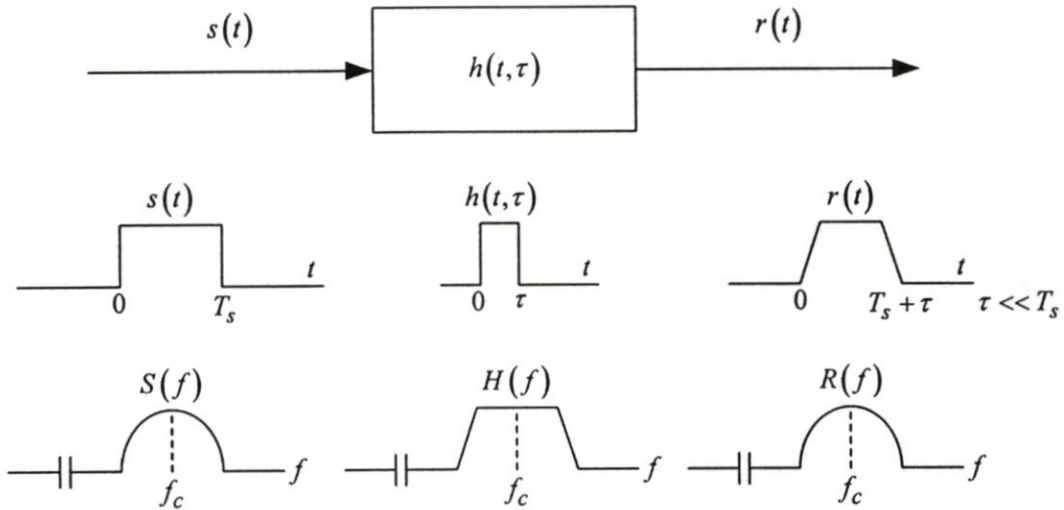 s(t) h(t,τ) r(t)
s(t) h(t,τ) r(t)
t t t
0 T_s 0 τ 0 T_s + τ τ << T_s
S(f) H(f) R(f)
f f f
f_c f_c f_c